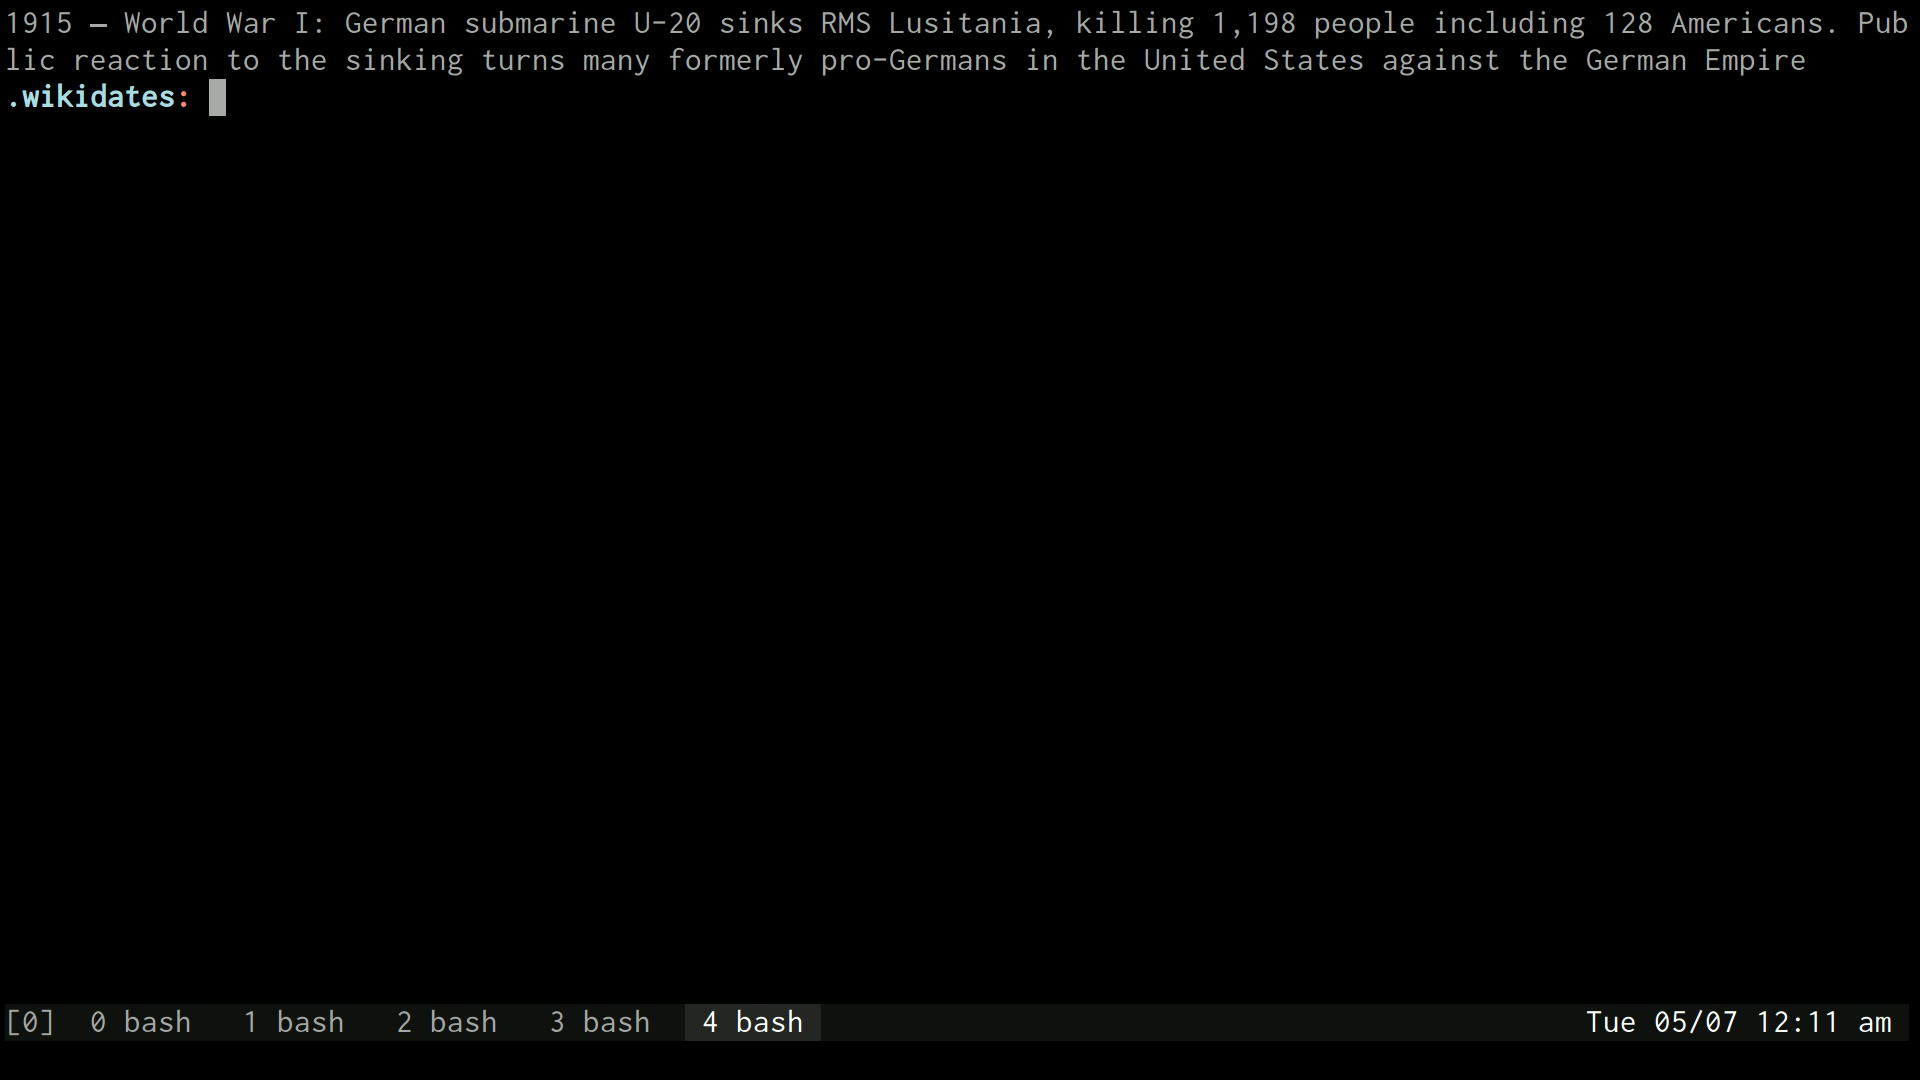 1915 – World War I: German submarine U-20 sinks RMS Lusitania, killing 1,198 people including 128 Americans. Pub
lic reaction to the sinking turns many formerly pro-Germans in the United States against the German Empire
.wikidates:
[0] 0 bash 1 bash 2 bash 3 bash 4 bash Tue 05/07 12:11 am